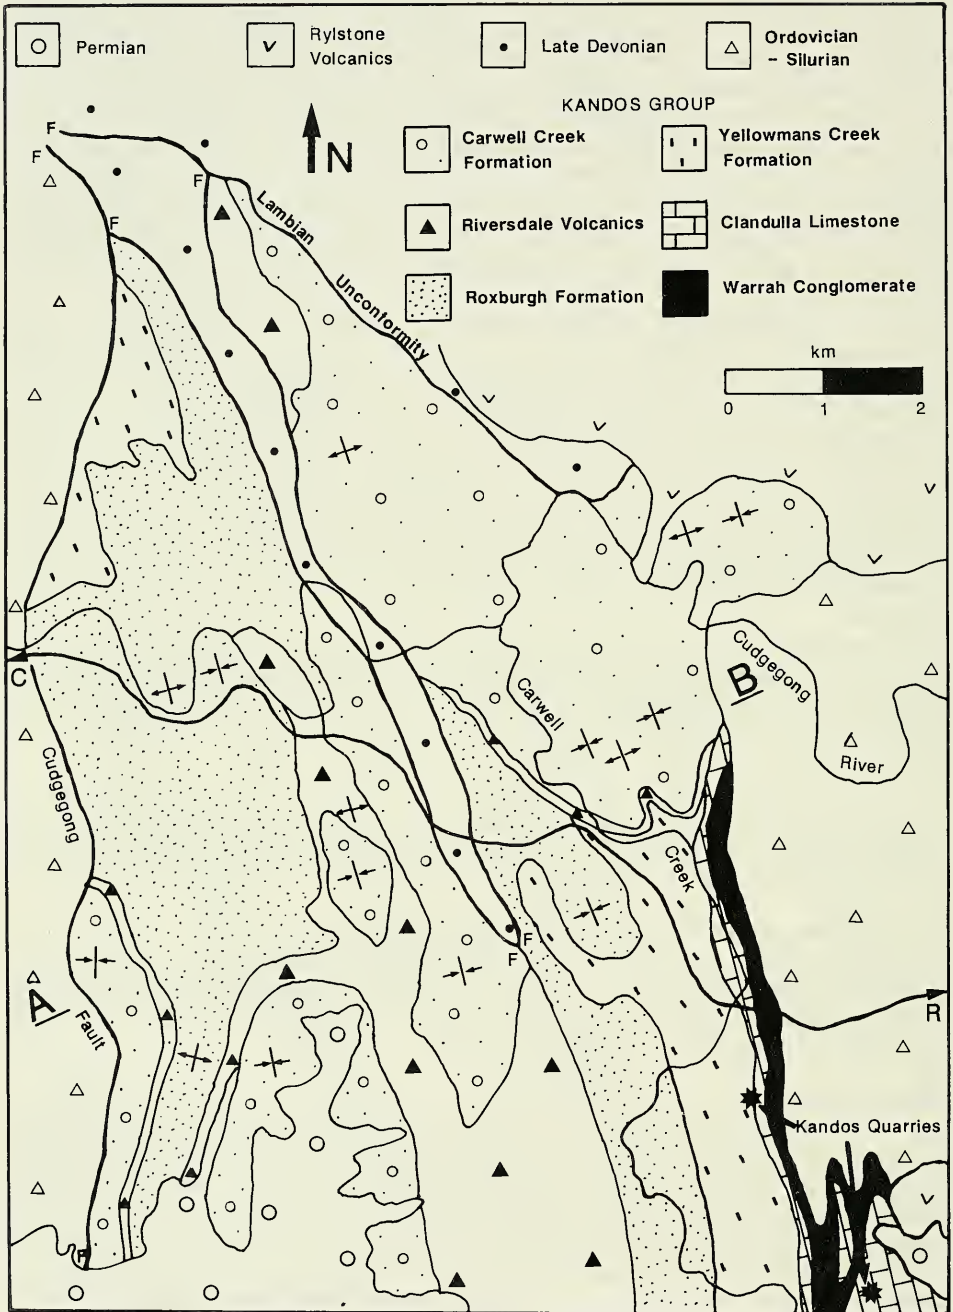 Permian
Rylstone
Volcanics
Late Devonian
Ordovician
– Silurian
KANDOS GROUP
N
Carwell Creek
Formation
Yellowmans Creek
Formation
Riversdale Volcanics
Clandulla Limestone
Roxburgh Formation
Warrah Conglomerate
km
0 1 2
F
F
F
F
Lambian
Unconformity
C
Cudgegong
Carwell
B
Cudgegong
River
Creek
F
F
A
Fault
R
Kandos Quarries
F